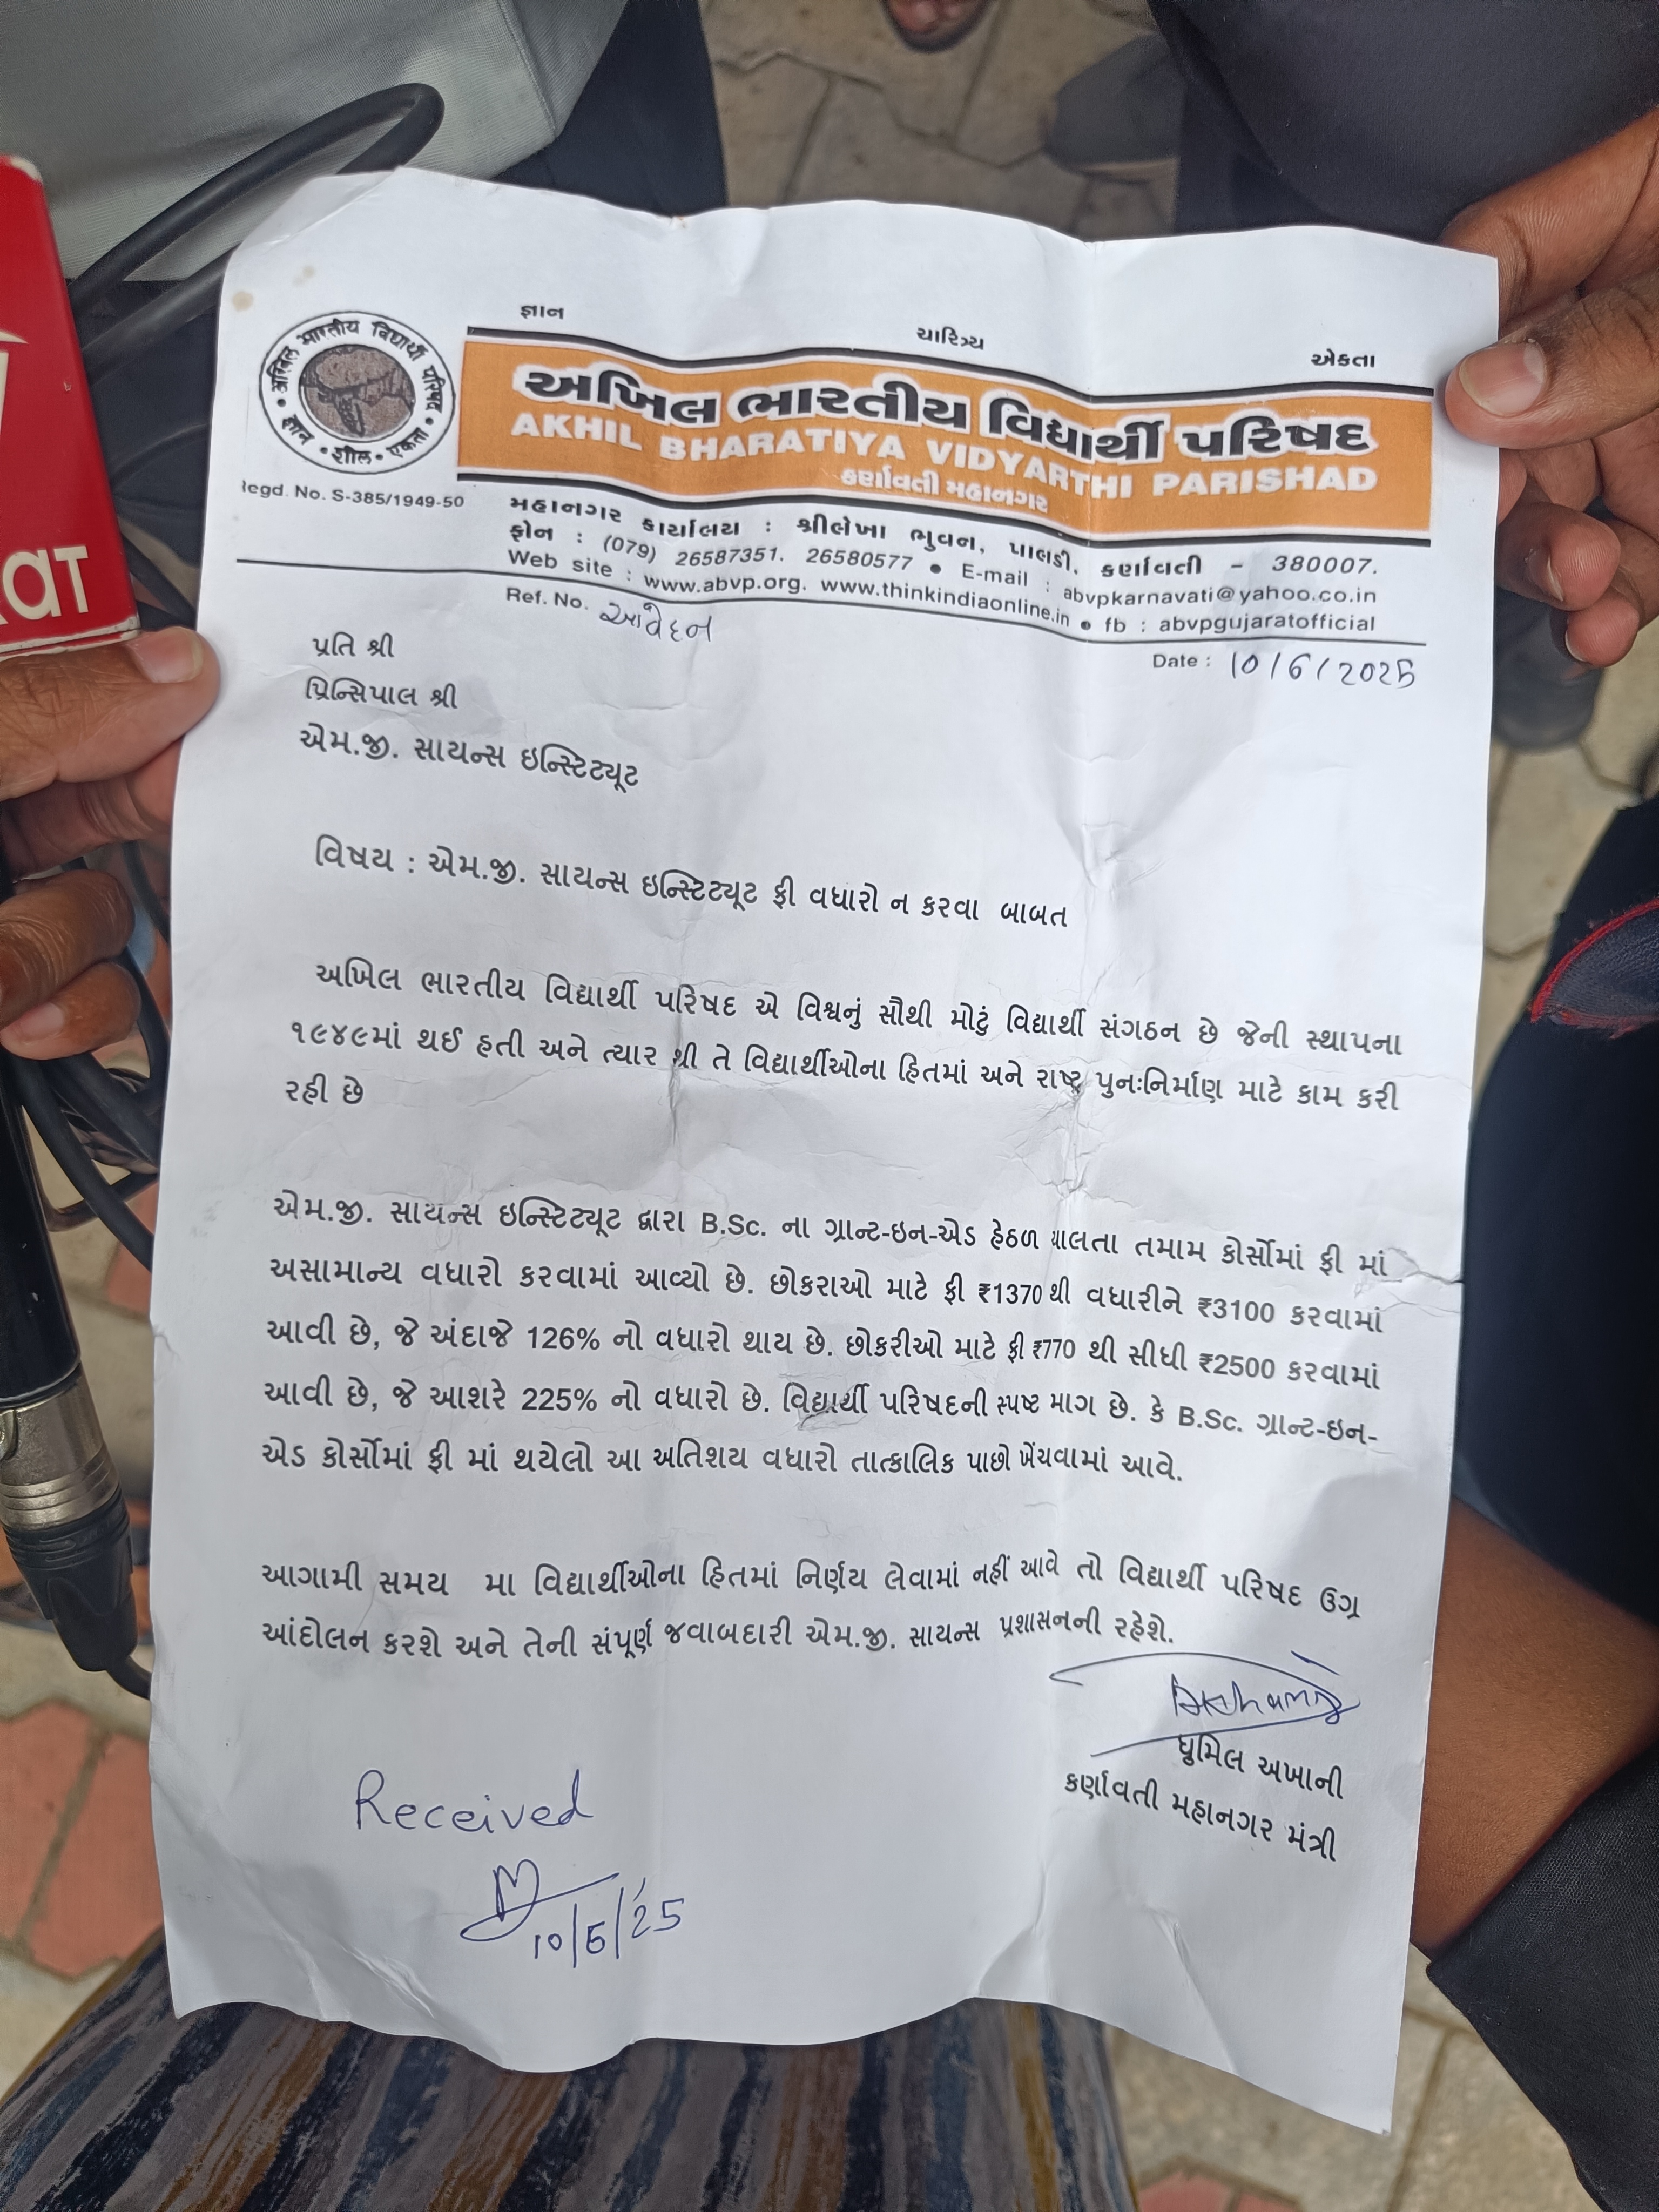 જ્ઞાન ચારિત્ર્ય એકતા
अखिल भारतीय विद्यार्थी परिषद
ज्ञान • शील • एकता
અખિલ ભારતીય વિદ્યાર્થી પરિષદ
AKHIL BHARATIYA VIDYARTHI PARISHAD
કર્ણાવતી મહાનગર
Regd. No. S-385/1949-50
મહાનગર કાર્યાલય : શ્રીલેખા ભુવન, પાલડી, કર્ણાવતી - 380007.
ફોન : (079) 26587351. 26580577 • E-mail : abvpkarnavati@yahoo.co.in
Web site : www.abvp.org. www.thinkindiaonline.in • fb : abvpgujaratofficial
Ref. No. આવેદન
Date : 10/6/2025
પ્રતિ શ્રી
પ્રિન્સિપાલ શ્રી
એમ.જી. સાયન્સ ઇન્સ્ટિટ્યૂટ
વિષય : એમ.જી. સાયન્સ ઇન્સ્ટિટ્યૂટ ફી વધારો ન કરવા બાબત
અખિલ ભારતીય વિદ્યાર્થી પરિષદ એ વિશ્વનું સૌથી મોટું વિદ્યાર્થી સંગઠન છે જેની સ્થાપના
૧૯૪૯માં થઈ હતી અને ત્યાર થ્રી તે વિદ્યાર્થીઓના હિતમાં અને રાષ્ટ્ર પુનઃનિર્માણ માટે કામ કરી
રહી છે
એમ.જી. સાયન્સ ઇન્સ્ટિટ્યૂટ દ્વારા B.Sc. ના ગ્રાન્ટ-ઇન-એડ હેઠળ ચાલતા તમામ કોર્સોમાં ફી માં
અસામાન્ય વધારો કરવામાં આવ્યો છે. છોકરાઓ માટે ફી ₹1370 થી વધારીને ₹3100 કરવામાં
આવી છે, જે અંદાજે 126% નો વધારો થાય છે. છોકરીઓ માટે ફી ₹770 થી સીધી ₹2500 કરવામાં
આવી છે, જે આશરે 225% નો વધારો છે. વિદ્યાર્થી પરિષદની સ્પષ્ટ માગ છે. કે B.Sc. ગ્રાન્ટ-ઇન-
એડ કોર્સોમાં ફી માં થયેલો આ અતિશય વધારો તાત્કાલિક પાછો ખેંચવામાં આવે.
આગામી સમય મા વિદ્યાર્થીઓના હિતમાં નિર્ણય લેવામાં નહીં આવે તો વિદ્યાર્થી પરિષદ ઉગ્ર
આંદોલન કરશે અને તેની સંપૂર્ણ જવાબદારી એમ.જી. સાયન્સ પ્રશાસનની રહેશે.
ધુમિલ અખાની
કર્ણાવતી મહાનગર મંત્રી
Received
10/6/25